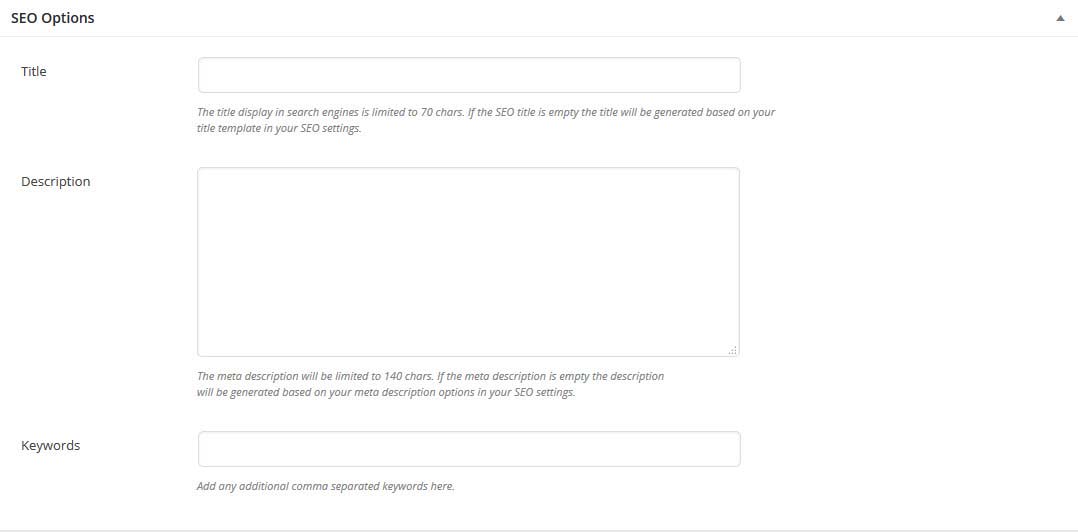 SEO Options
Title
The title display in search engines is limited to 70 chars. If the SEO title is empty the title will be generated based on your
title template in your SEO settings.
Description
The meta description will be limited to 140 chars. If the meta description is empty the description
will be generated based on your meta description options in your SEO settings.
Keywords
Add any additional comma separated keywords here.